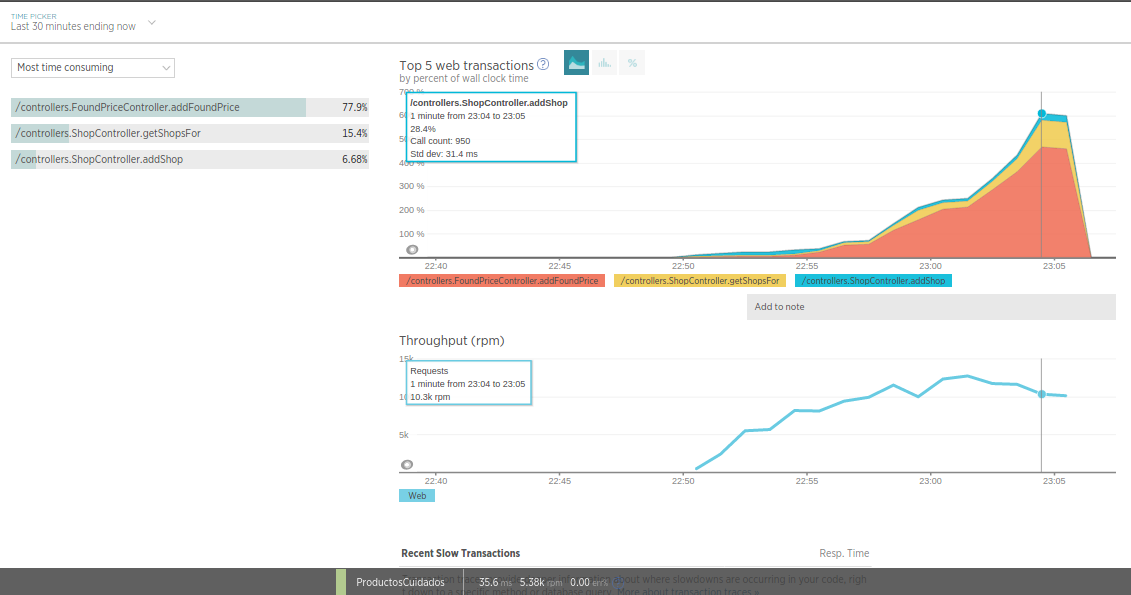 TIME PICKER
Last 30 minutes ending now
Most time consuming
/controllers.FoundPriceController.addFoundPrice 77.9%
/controllers.ShopController.getShopsFor 15.4%
/controllers.ShopController.addShop 6.68%
Top 5 web transactions ?
%
by percent of wall clock time
/controllers.ShopController.addShop
1 minute from 23:04 to 23:05
28.4%
Call count: 950
Std dev: 31.4 ms
300 %
200 %
100 %
22:40 22:45 22:50 22:55 23:00 23:05
/controllers.FoundPriceController.addFoundPrice /controllers.ShopController.getShopsFor /controllers.ShopController.addShop
Add to note
Throughput (rpm)
15k
Requests
1 minute from 23:04 to 23:05
10.3k rpm
5k
22:40 22:45 22:50 22:55 23:00 23:05
Web
Recent Slow Transactions Resp. Time
ProductosCuidados 35.6 ms 5.38k rpm 0.00 err%
about where slowdowns are occurring in your code, righ
t down to a specific method or database query. More about transaction traces »